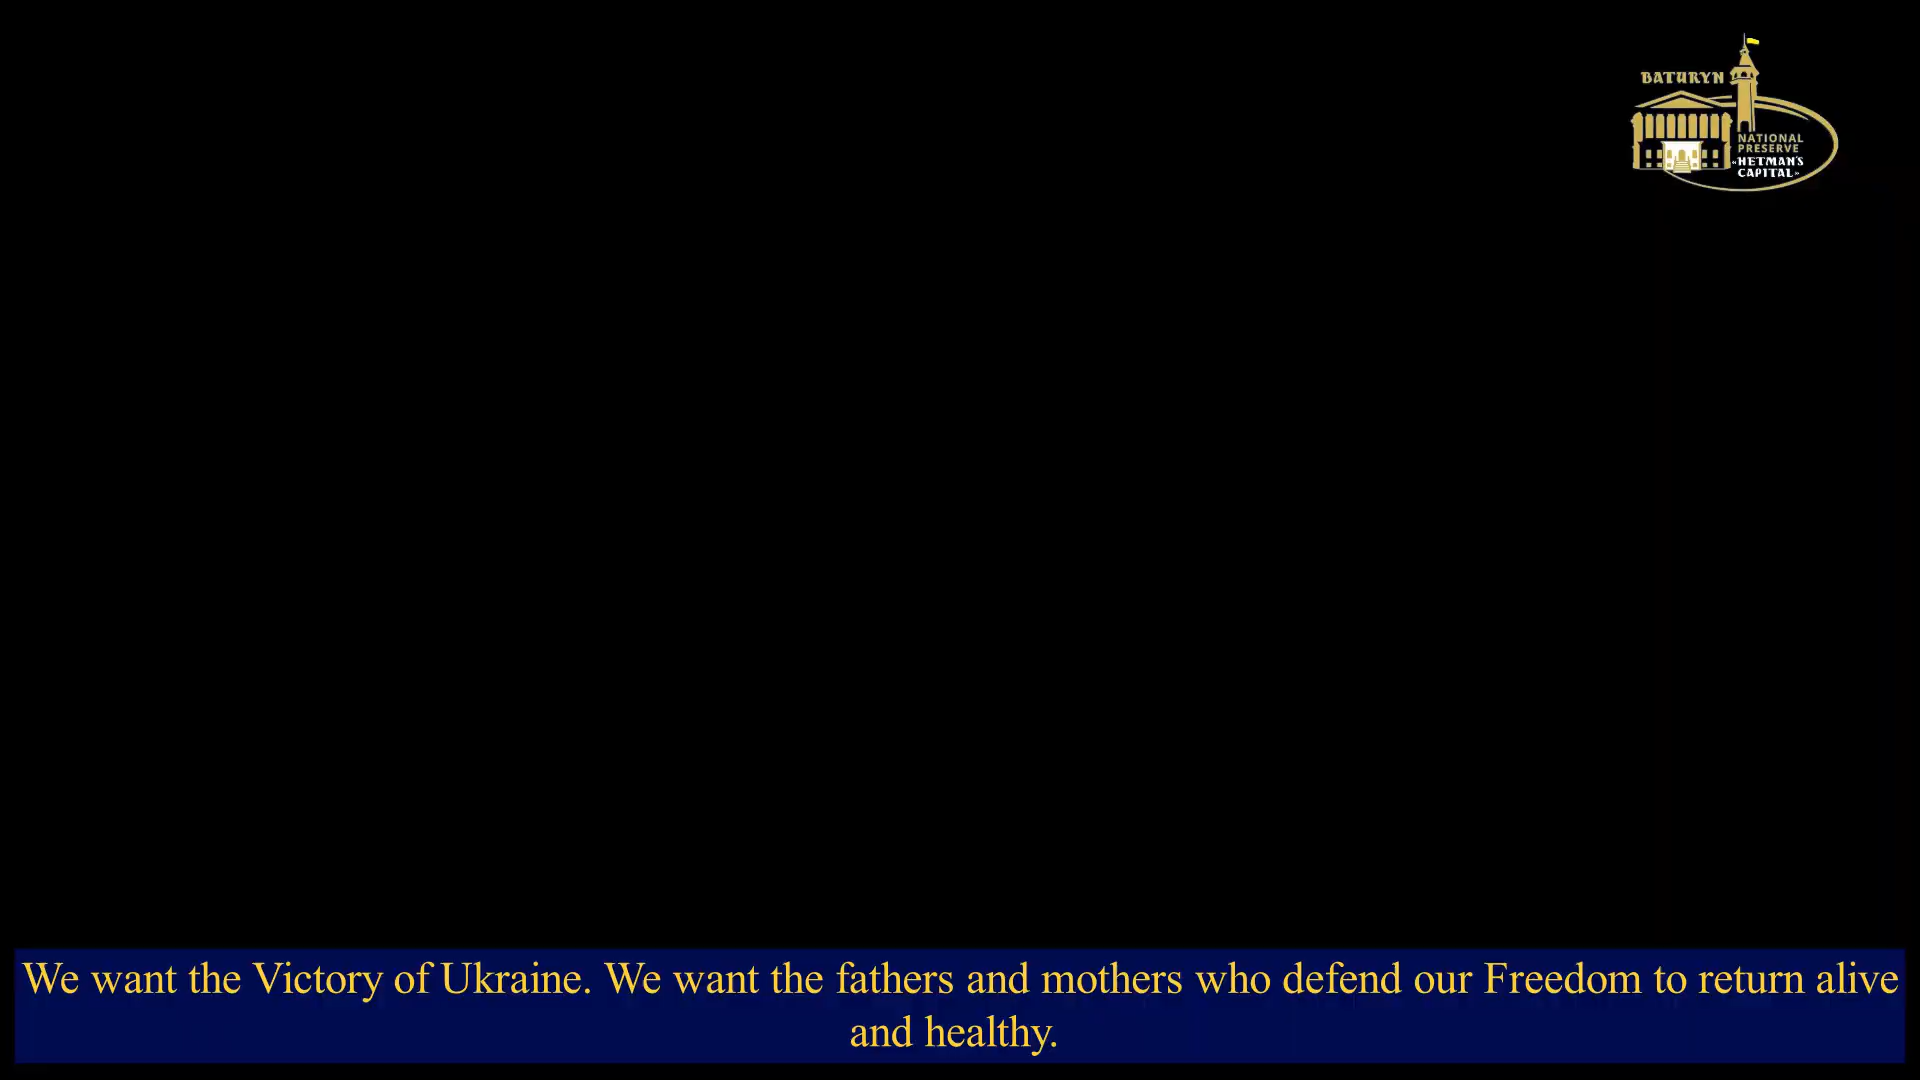 BATURYN
NATIONAL
PRESERVE
«HETMAN'S
CAPITAL»
We want the Victory of Ukraine. We want the fathers and mothers who defend our Freedom to return alive
and healthy.